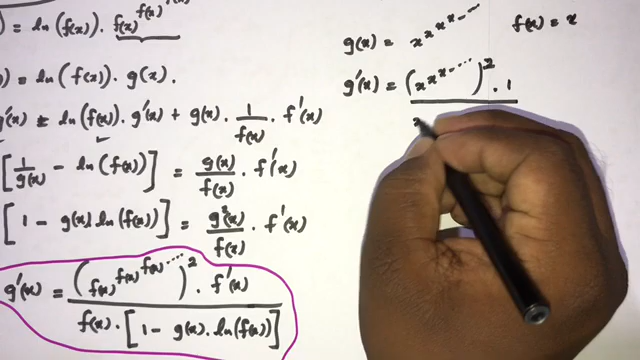 ) = ln(f(x)) · f(x)^f(x)^f(x)
) = ln(f(x)) · g(x).
g'(x) = ln(f(x)) · g'(x) + g(x) · 1/f(x) · f'(x)
[1/g(x) − ln(f(x))] = g(x)/f(x) · f'(x)
[1 − g(x) ln(f(x))] = g²(x)/f(x) · f'(x)
g'(x) = (f(x)^f(x)^f(x)^.....)² · f'(x) / f(x) · [1 − g(x) · ln(f(x))]
g(x) = x^x^x^x^..... f(x) = x
g'(x) = (x^x^x^x^.....)² · 1